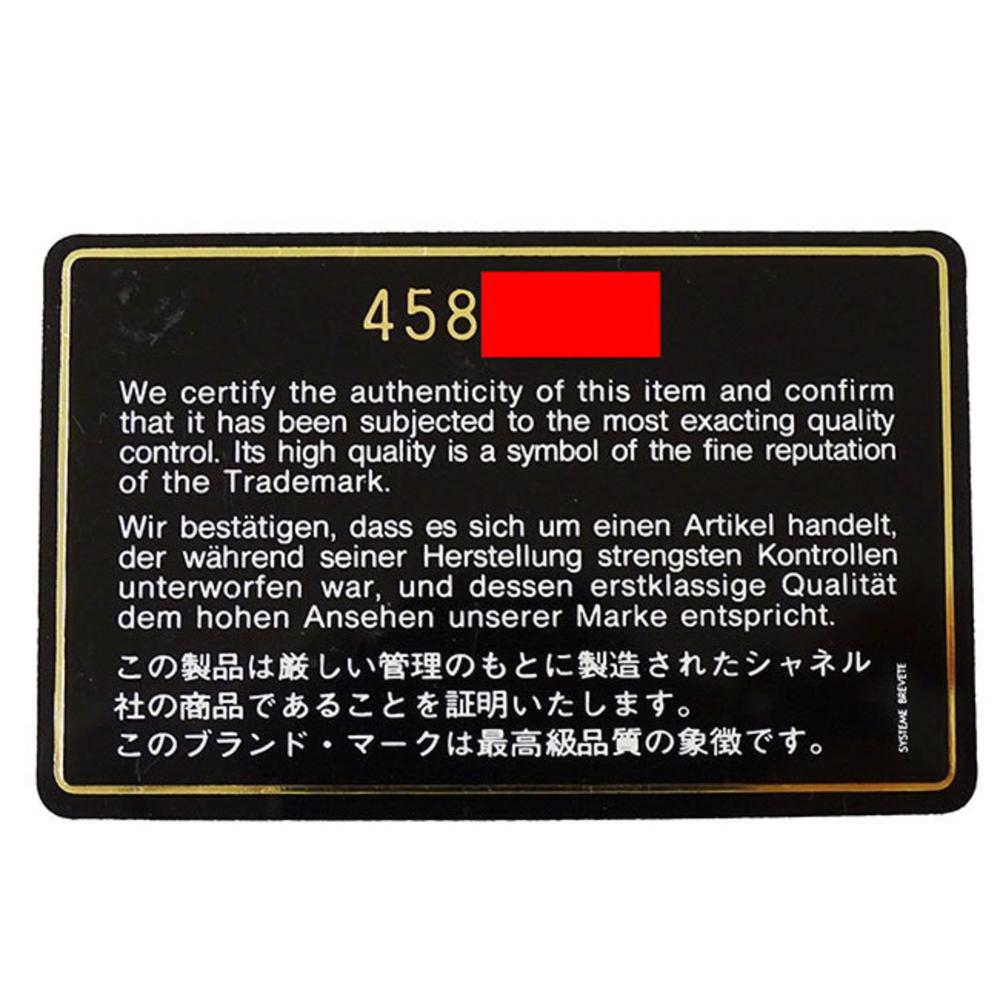 458
We certify the authenticity of this item and confirm
that it has been subjected to the most exacting quality
control. Its high quality is a symbol of the fine reputation
of the Trademark.
Wir bestätigen, dass es sich um einen Artikel handelt,
der während seiner Herstellung strengsten Kontrollen
unterworfen war, und dessen erstklassige Qualität
dem hohen Ansehen unserer Marke entspricht.
この製品は厳しい管理のもとに製造されたシャネル
社の商品であることを証明いたします。
このブランド・マークは最高級品質の象徴です。
SYSTEME BREVETE